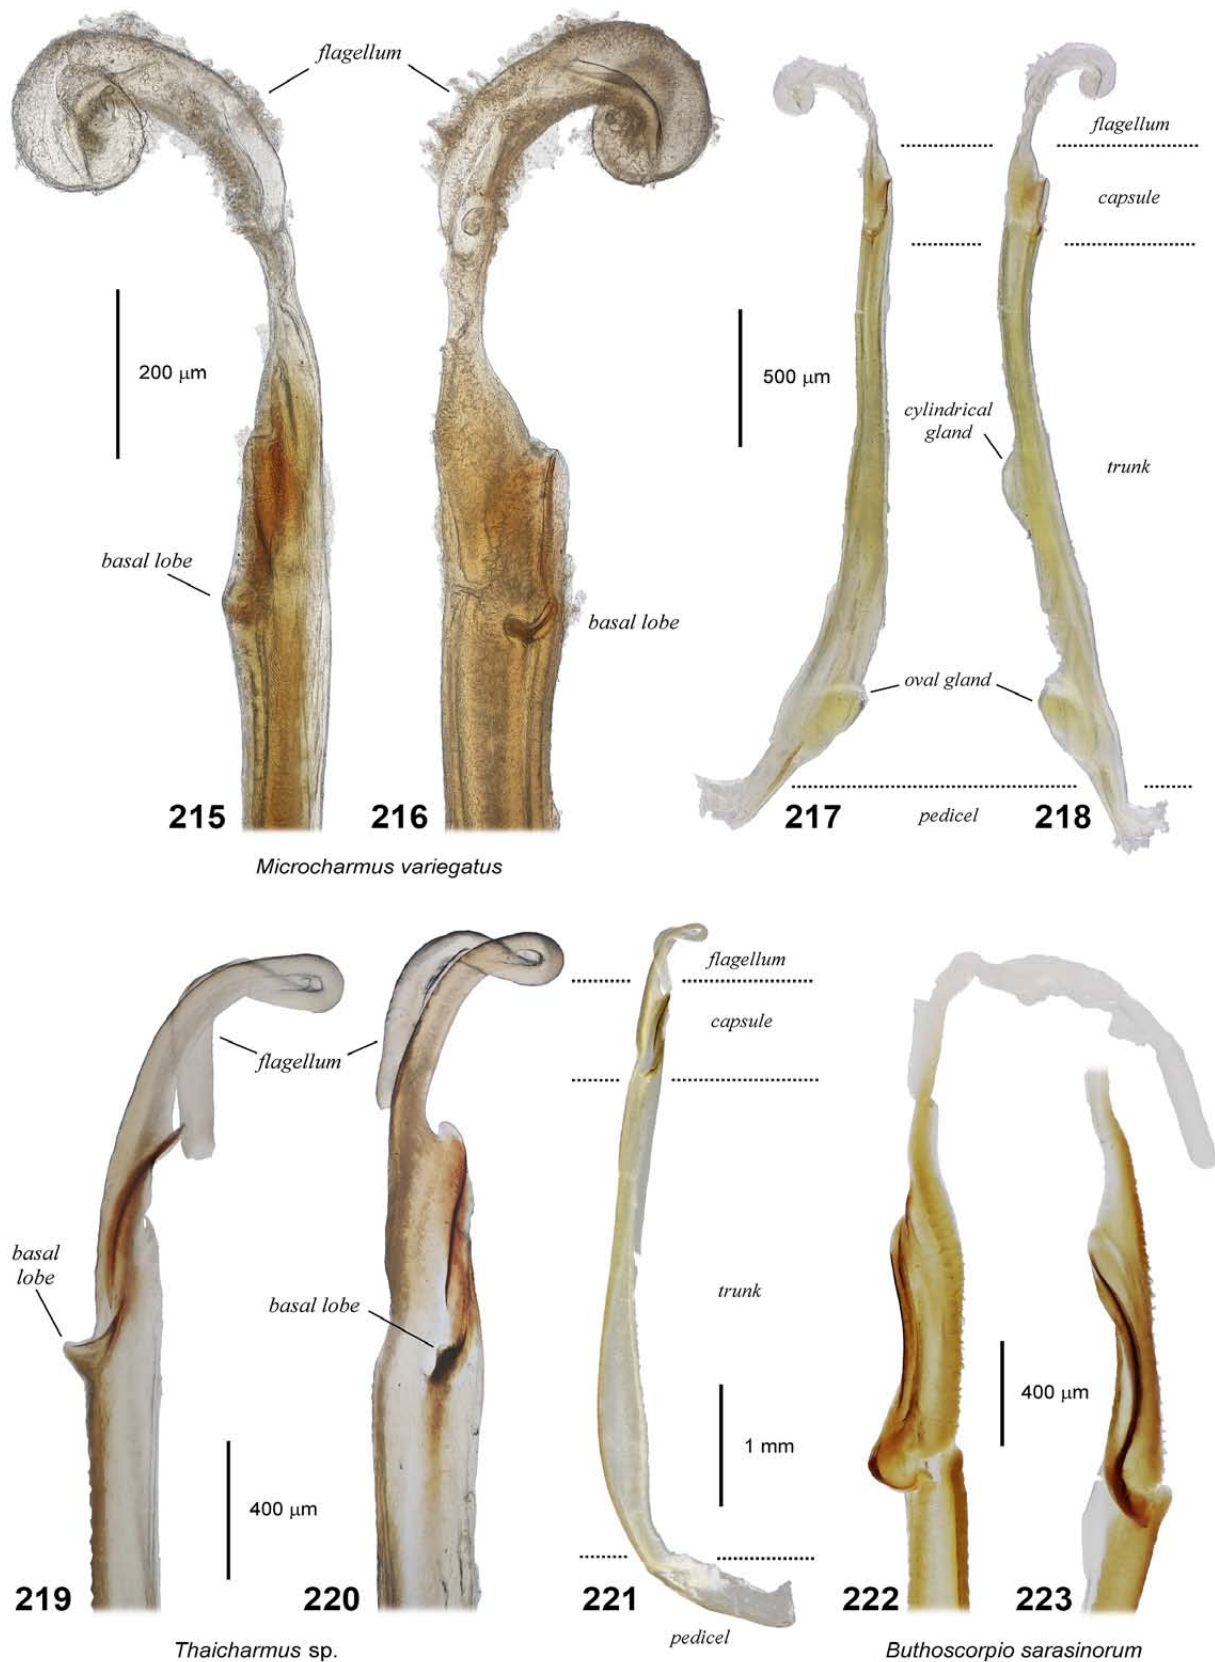 flagellum
200 μm
basal lobe
basal lobe
215
216
Microcharmus variegatus
flagellum
capsule
500 μm
cylindrical
gland
trunk
oval gland
217
pedicel
218
flagellum
basal
lobe
basal lobe
400 μm
219
220
Thaicharmus sp.
flagellum
capsule
trunk
1 mm
221
pedicel
400 μm
222
223
Buthoscorpio sarasinorum